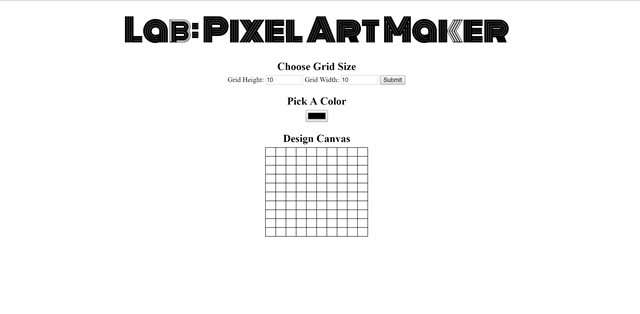 Lab: Pixel Art Maker
Choose Grid Size
Grid Height: 10 Grid Width: 10 Submit
Pick A Color
Design Canvas